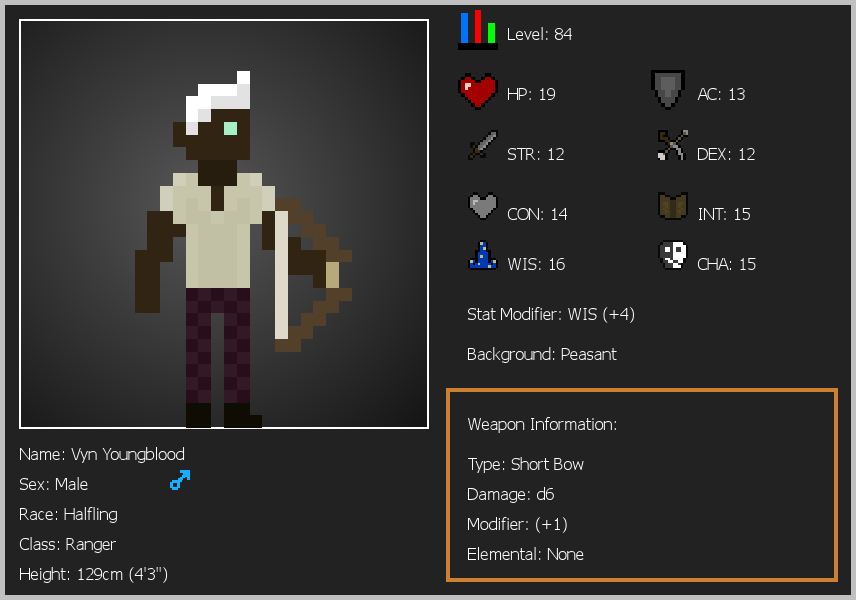 Level: 84
HP: 19
AC: 13
STR: 12
DEX: 12
CON: 14
INT: 15
WIS: 16
CHA: 15
Stat Modifier: WIS (+4)
Background: Peasant
Weapon Information:
Type: Short Bow
Damage: d6
Modifier: (+1)
Elemental: None
Name: Vyn Youngblood
Sex: Male
Race: Halfling
Class: Ranger
Height: 129cm (4'3")